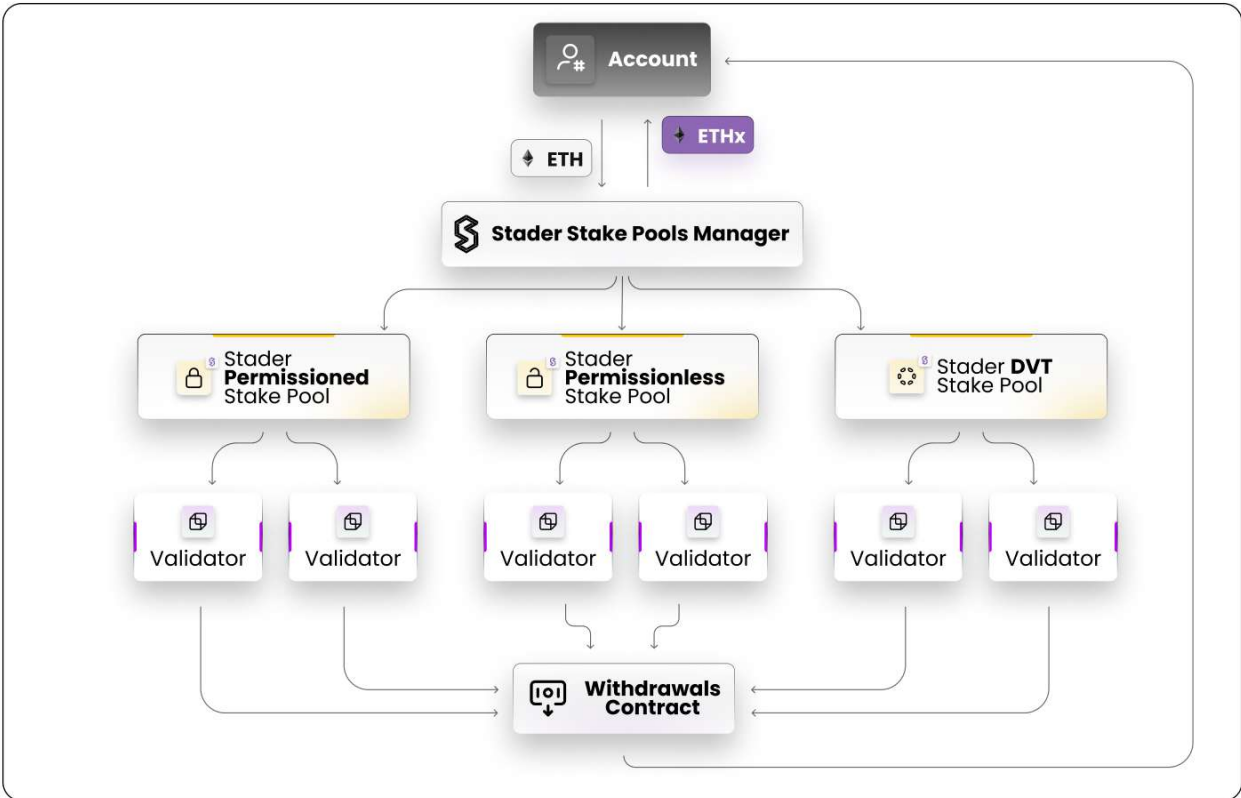 Account
ETHx
ETH
Stader Stake Pools Manager
Stader
Permissioned
Stake Pool
Stader
Permissionless
Stake Pool
Stader DVT
Stake Pool
Validator
Validator
Validator
Validator
Validator
Validator
Withdrawals
Contract